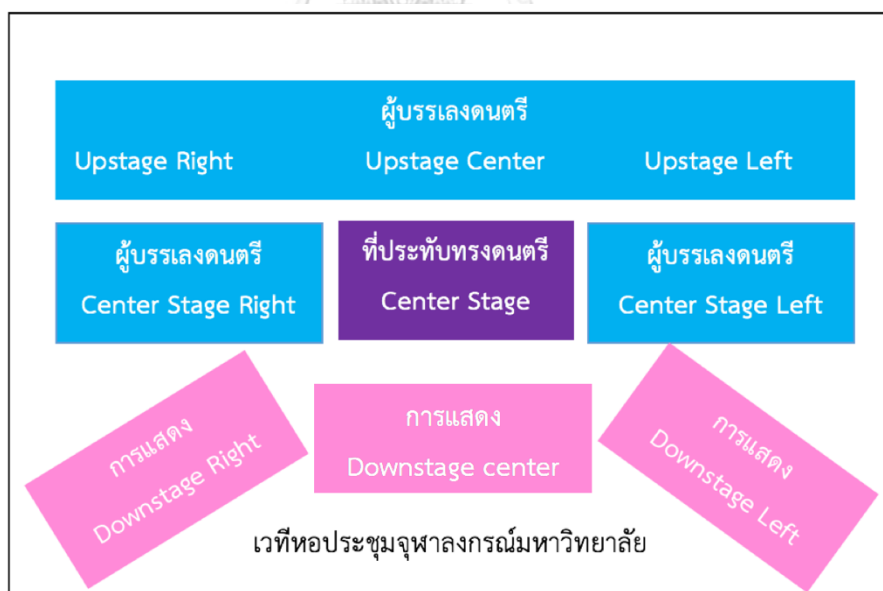 ผู้บรรเลงดนตรี
Upstage Right Upstage Center Upstage Left
ผู้บรรเลงดนตรี
Center Stage Right
ที่ประทับทรงดนตรี
Center Stage
ผู้บรรเลงดนตรี
Center Stage Left
การแสดง
Downstage Right
การแสดง
Downstage center
การแสดง
Downstage Left
เวทีหอประชุมจุฬาลงกรณ์มหาวิทยาลัย